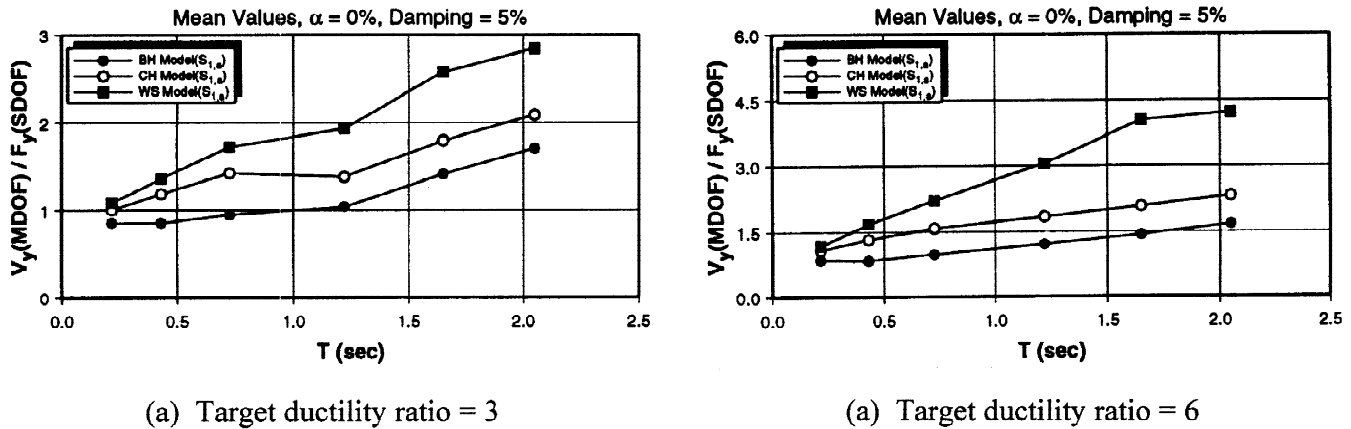 Mean Values, α = 0%, Damping = 5%
3
2
1
0
BH Model(S1,a)
CH Model(S1,a)
WS Model(S1,a)
Vy(MDOF) / Fy(SDOF)
0.0 0.5 1.0 1.5 2.0 2.5
T (sec)
(a) Target ductility ratio = 3
Mean Values, α = 0%, Damping = 5%
6.0
4.5
3.0
1.5
0.0
BH Model(S1,a)
CH Model(S1,a)
WS Model(S1,a)
Vy(MDOF) / Fy(SDOF)
0.0 0.5 1.0 1.5 2.0 2.5
T (sec)
(a) Target ductility ratio = 6